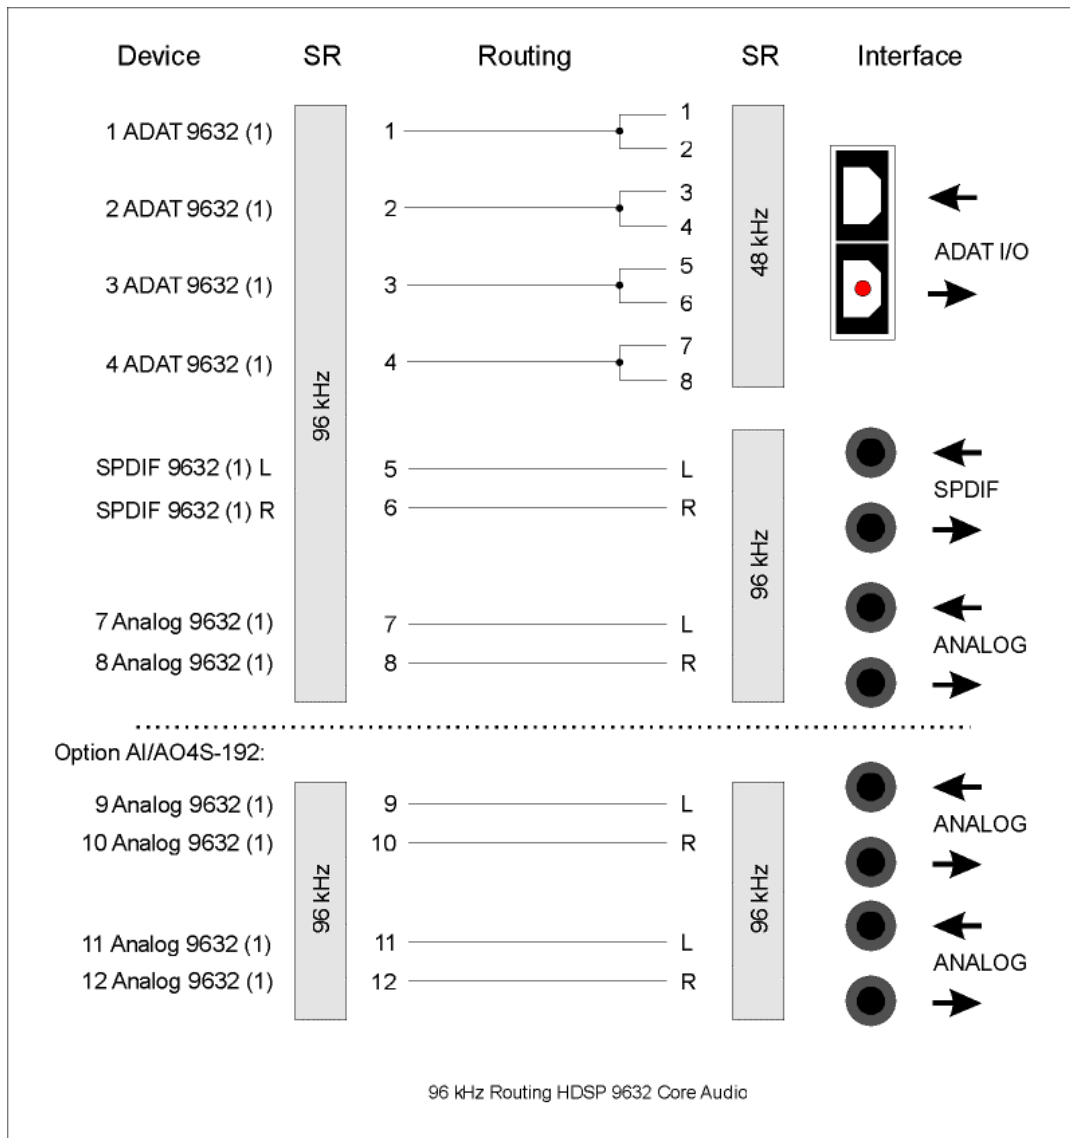 Device SR Routing SR Interface
1 ADAT 9632 (1) 1 1
2
2 ADAT 9632 (1) 2 3
4
ADAT I/O
3 ADAT 9632 (1) 3 5
6
48 kHz
4 ADAT 9632 (1) 4 7
8
96 kHz
SPDIF 9632 (1) L 5 L
SPDIF
SPDIF 9632 (1) R 6 R
96 kHz
7 Analog 9632 (1) 7 L
ANALOG
8 Analog 9632 (1) 8 R
Option AI/AO4S-192:
9 Analog 9632 (1) 9 L
ANALOG
10 Analog 9632 (1) 10 R
96 kHz 96 kHz
11 Analog 9632 (1) 11 L
ANALOG
12 Analog 9632 (1) 12 R
96 kHz Routing HDSP 9632 Core Audio